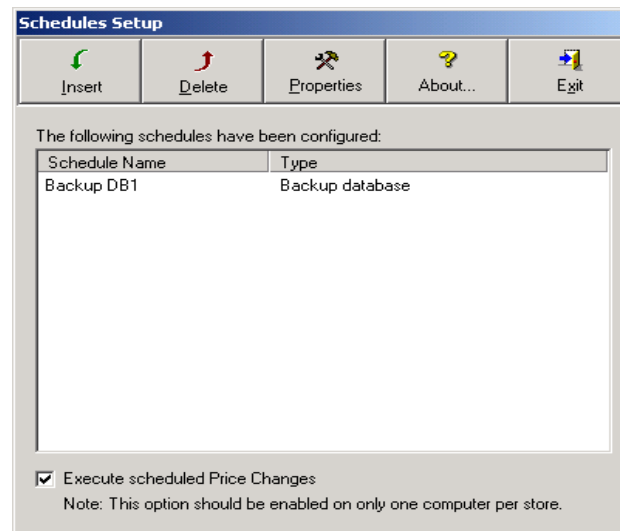 Schedules Setup
Insert Delete Properties About... Exit
The following schedules have been configured:
Schedule Name Type
Backup DB1 Backup database
Execute scheduled Price Changes
Note: This option should be enabled on only one computer per store.